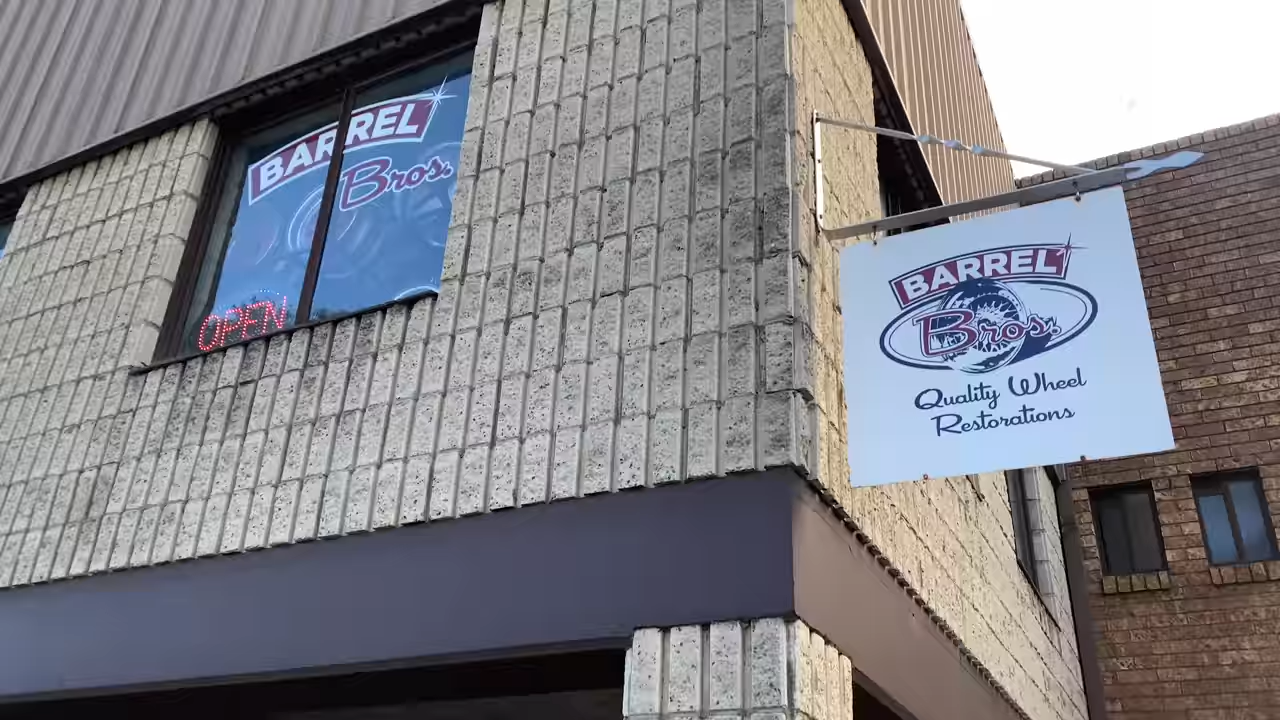 BARREL
Bros.
OPEN
BARREL
Bros.
Quality Wheel
Restorations